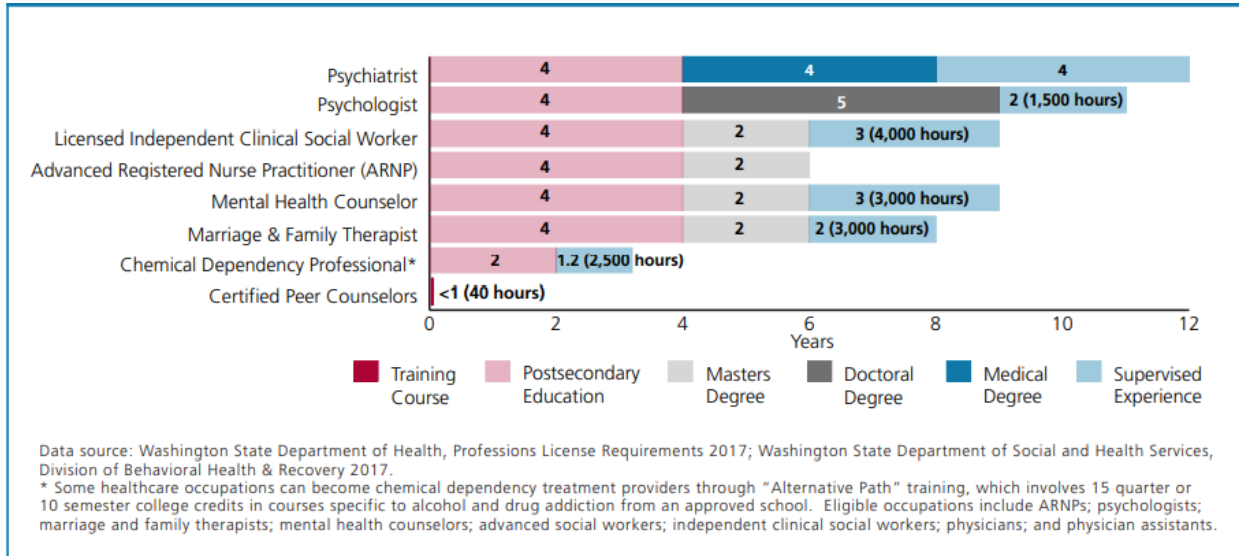 Psychiatrist 4 4 4
Psychologist 4 5 2 (1,500 hours)
Licensed Independent Clinical Social Worker 4 2 3 (4,000 hours)
Advanced Registered Nurse Practitioner (ARNP) 4 2
Mental Health Counselor 4 2 3 (3,000 hours)
Marriage & Family Therapist 4 2 2 (3,000 hours)
Chemical Dependency Professional* 2 1.2 (2,500 hours)
Certified Peer Counselors <1 (40 hours)
0 2 4 6 8 10 12
Years
Training Postsecondary Masters Doctoral Medical Supervised
Course Education Degree Degree Degree Experience
Data source: Washington State Department of Health, Professions License Requirements 2017; Washington State Department of Social and Health Services,
Division of Behavioral Health & Recovery 2017.
* Some healthcare occupations can become chemical dependency treatment providers through "Alternative Path" training, which involves 15 quarter or
10 semester college credits in courses specific to alcohol and drug addiction from an approved school.  Eligible occupations include ARNPs; psychologists;
marriage and family therapists; mental health counselors; advanced social workers; independent clinical social workers; physicians; and physician assistants.